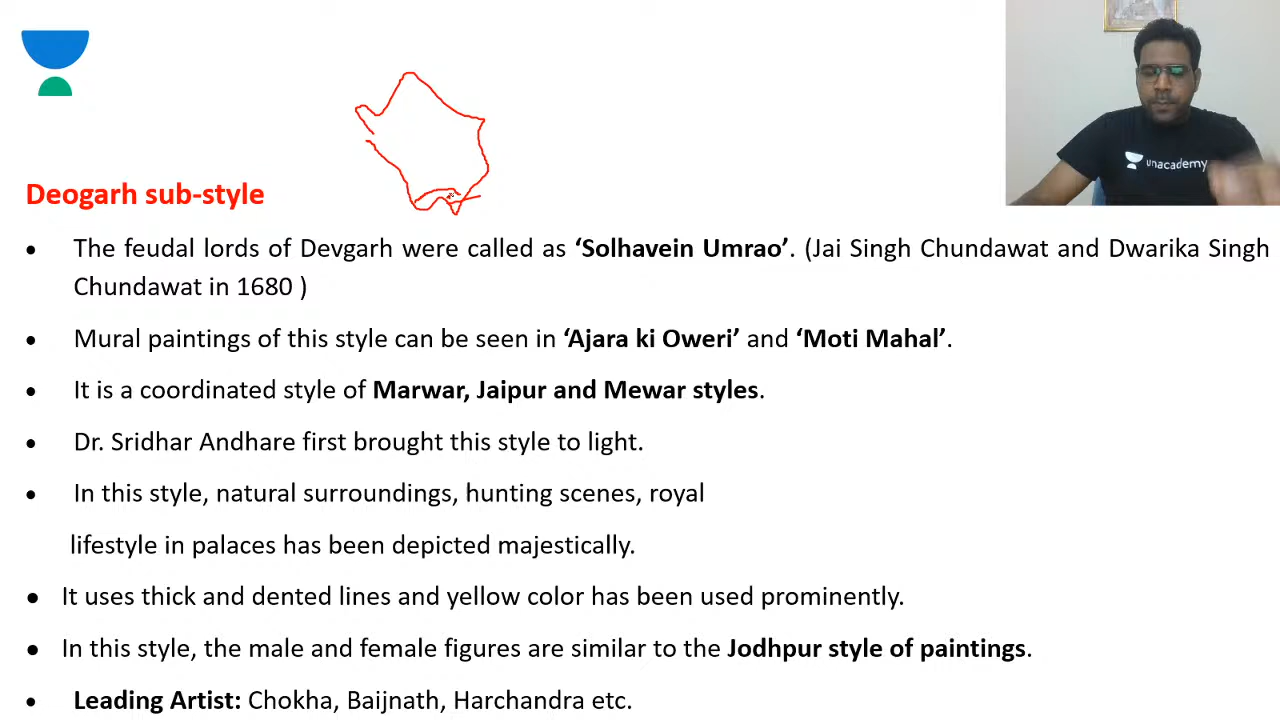 unacademy
Deogarh sub-style
• The feudal lords of Devgarh were called as ‘Solhavein Umrao’. (Jai Singh Chundawat and Dwarika Singh
Chundawat in 1680 )
• Mural paintings of this style can be seen in ‘Ajara ki Oweri’ and ‘Moti Mahal’.
• It is a coordinated style of Marwar, Jaipur and Mewar styles.
• Dr. Sridhar Andhare first brought this style to light.
• In this style, natural surroundings, hunting scenes, royal
lifestyle in palaces has been depicted majestically.
• It uses thick and dented lines and yellow color has been used prominently.
• In this style, the male and female figures are similar to the Jodhpur style of paintings.
• Leading Artist: Chokha, Baijnath, Harchandra etc.